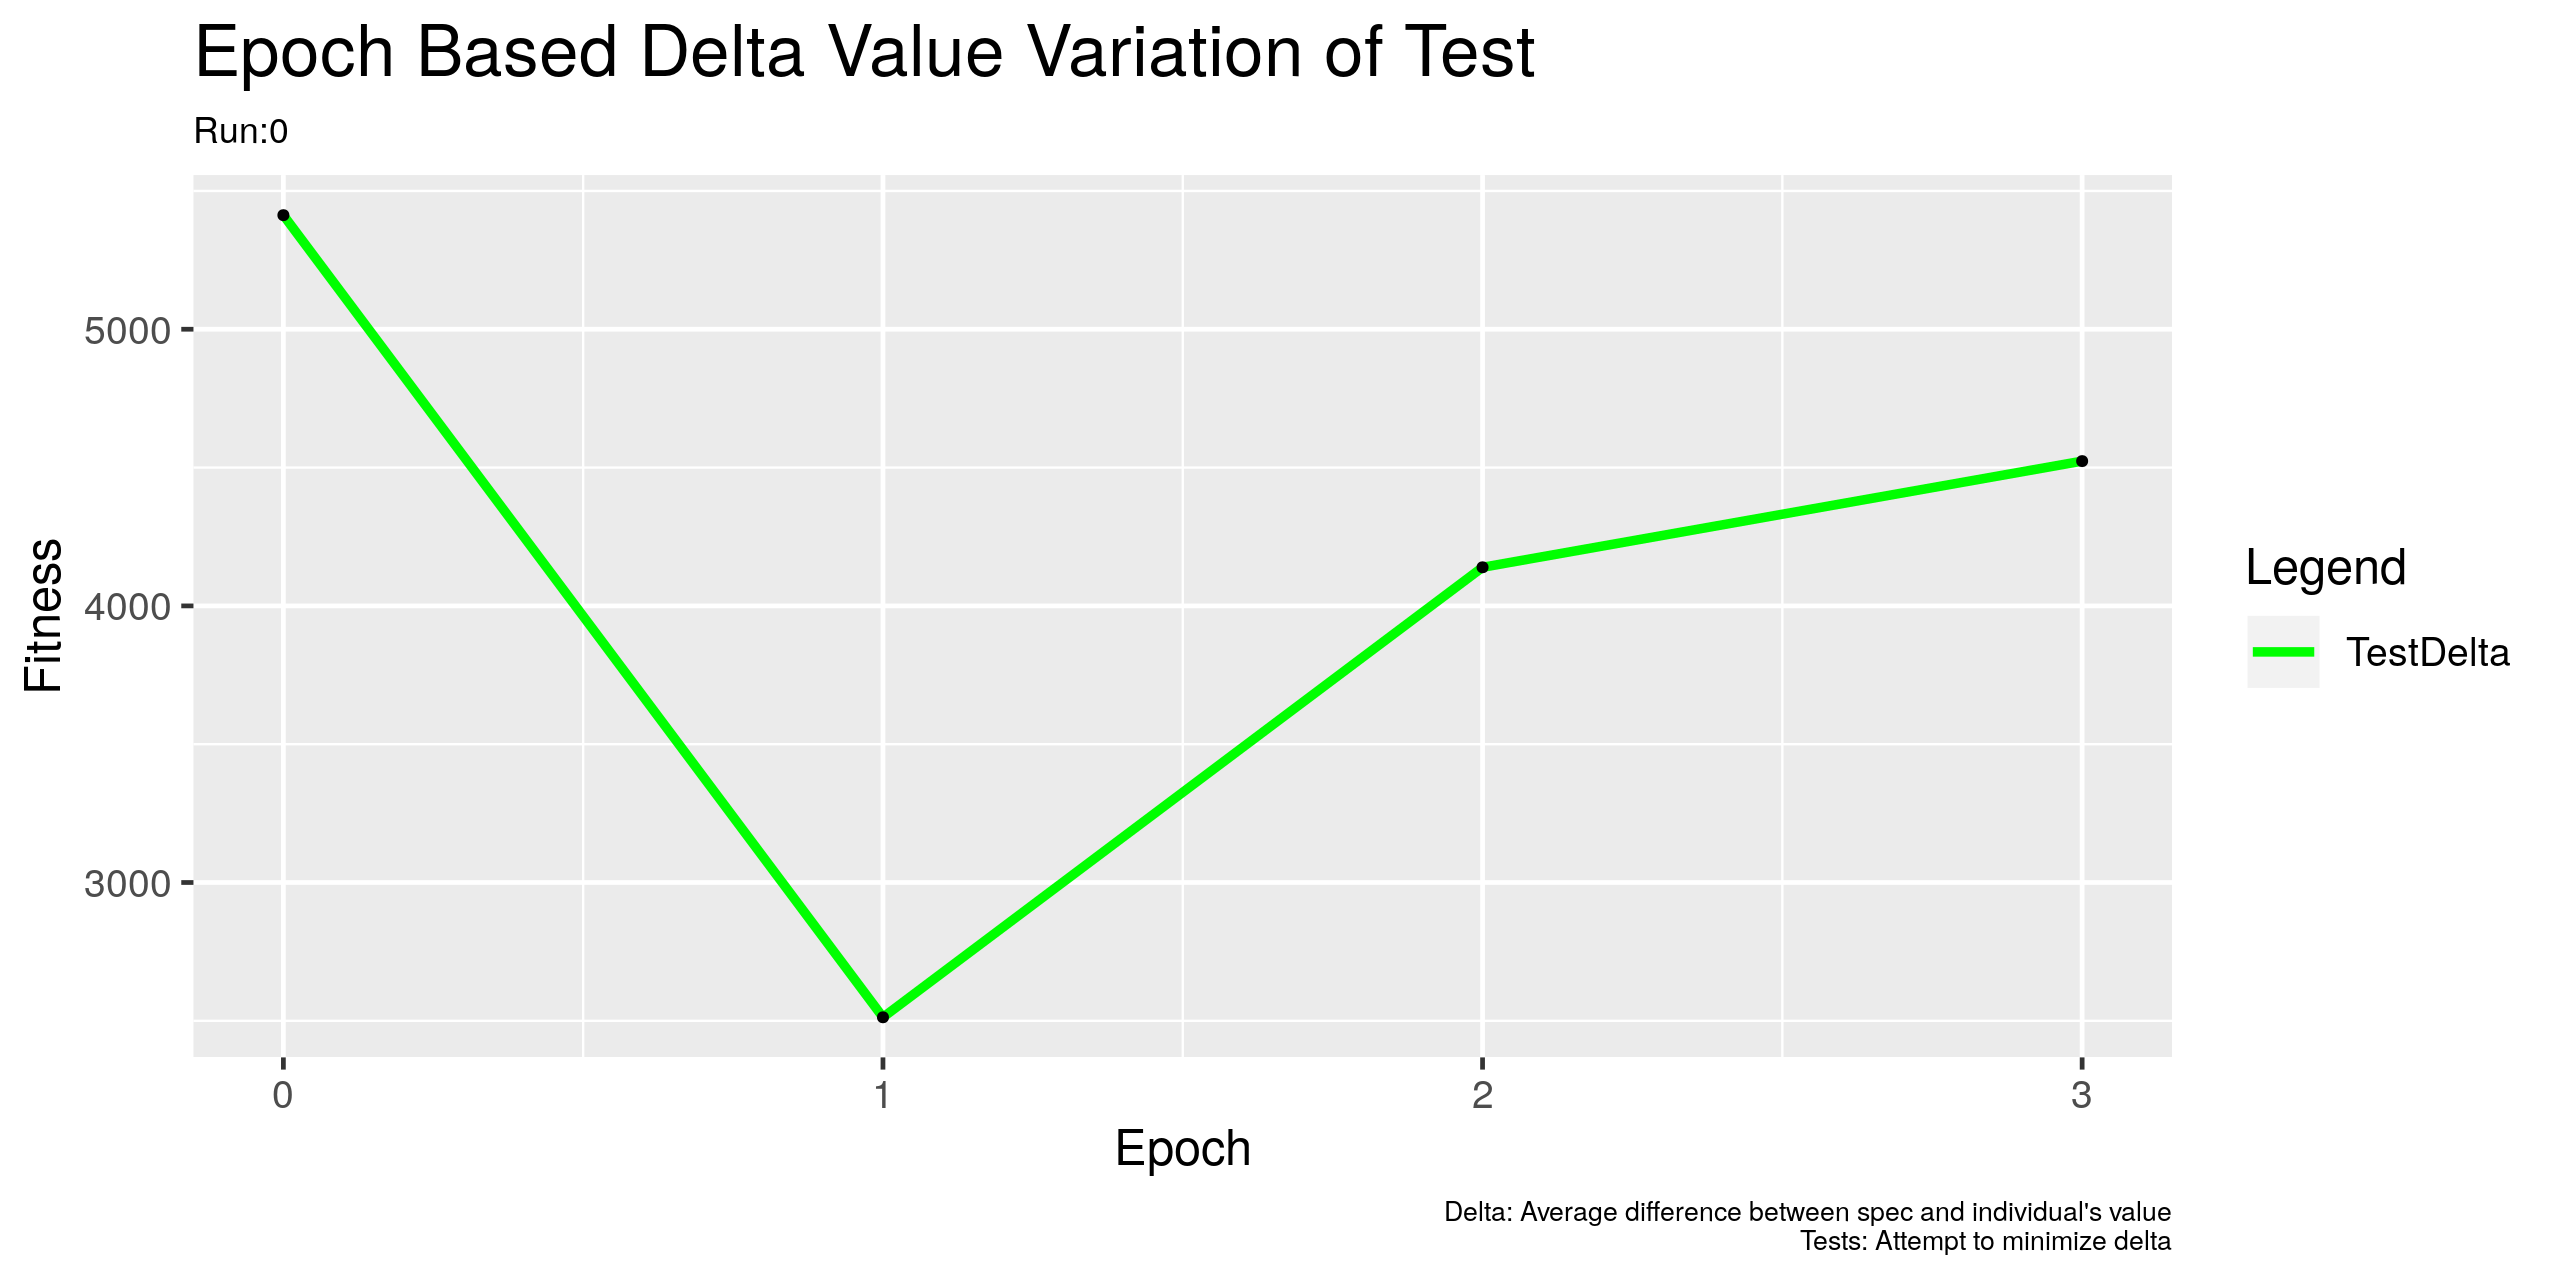 Epoch Based Delta Value Variation of Test
Run:0
Fitness
5000
4000
3000
0 1 2 3
Epoch
Legend
TestDelta
Delta: Average difference between spec and individual's value
Tests: Attempt to minimize delta